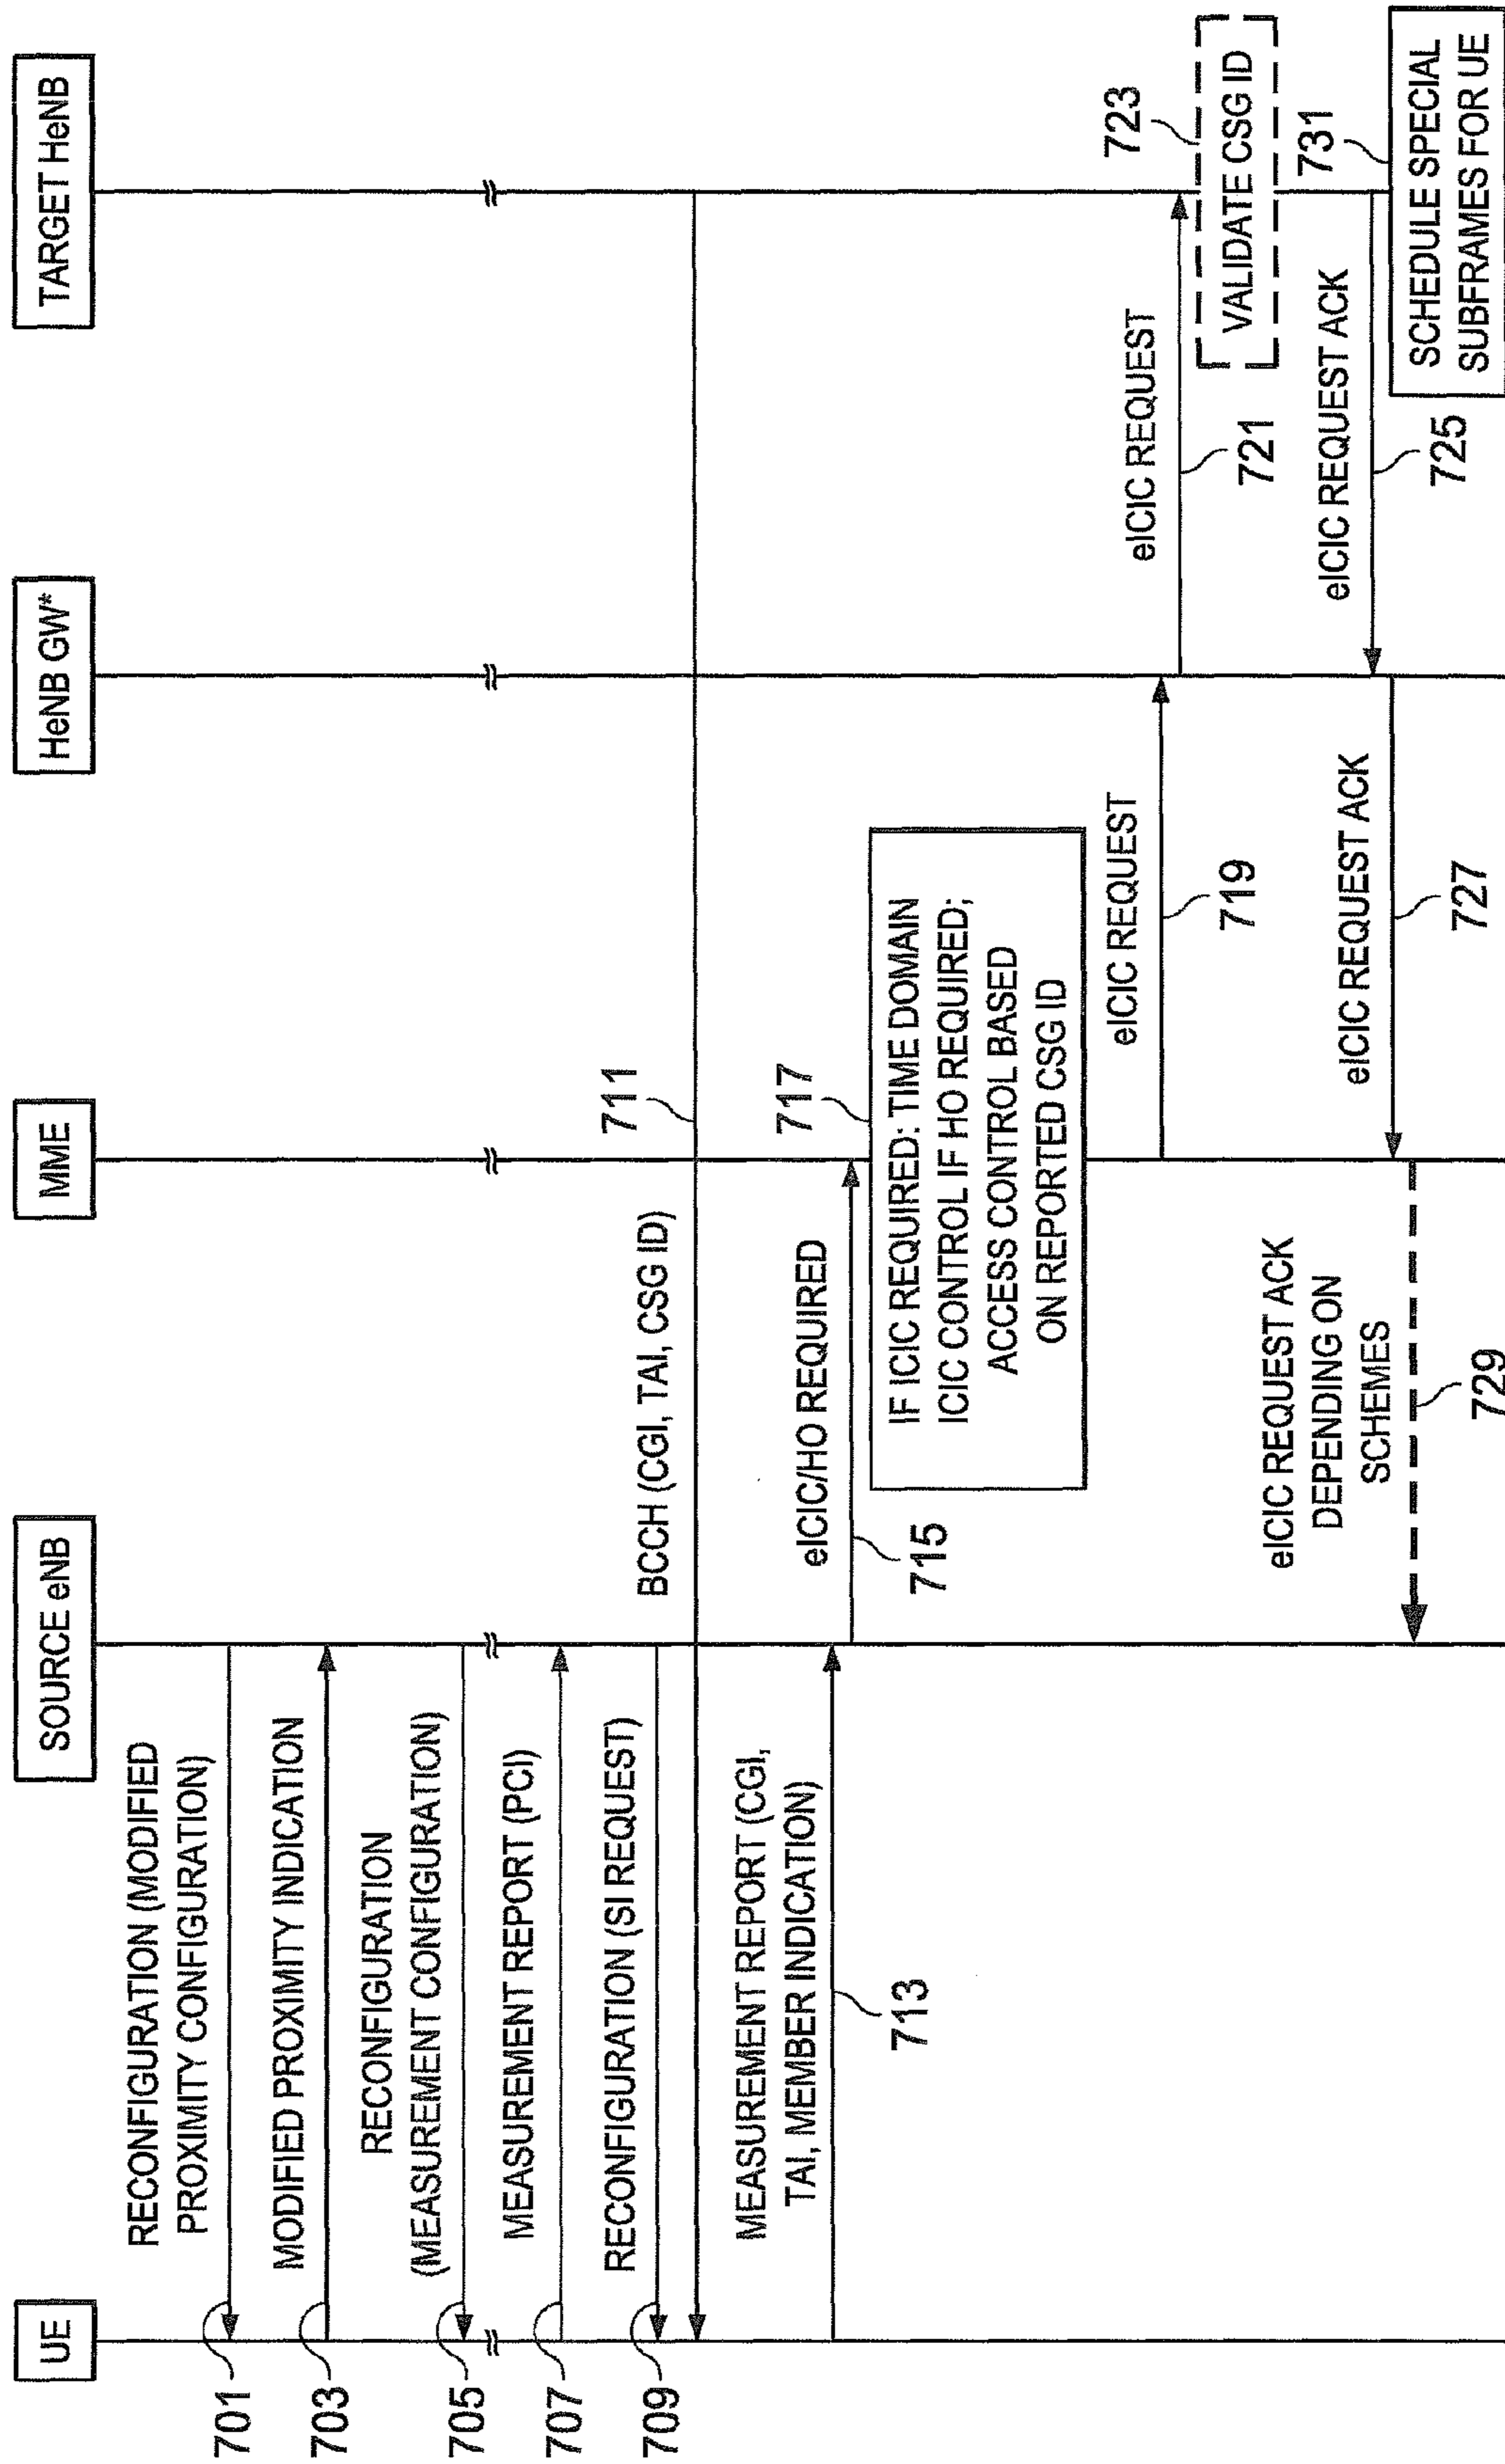 UE
SOURCE eNB
MME
HeNB GW*
TARGET HeNB
701
RECONFIGURATION (MODIFIED
PROXIMITY CONFIGURATION)
703
MODIFIED PROXIMITY INDICATION
705
RECONFIGURATION
(MEASUREMENT CONFIGURATION)
707
MEASUREMENT REPORT (PCI)
709
RECONFIGURATION (SI REQUEST)
BCCH (CGI, TAI, CSG ID)
711
MEASUREMENT REPORT (CGI,
TAI, MEMBER INDICATION)
713
eICIC/HO REQUIRED
715
717
IF ICIC REQUIRED: TIME DOMAIN
ICIC CONTROL IF HO REQUIRED;
ACCESS CONTROL BASED
ON REPORTED CSG ID
eICIC REQUEST
719
eICIC REQUEST
721
723
VALIDATE CSG ID
eICIC REQUEST ACK
725
eICIC REQUEST ACK
727
eICIC REQUEST ACK
DEPENDING ON
SCHEMES
729
731
SCHEDULE SPECIAL
SUBFRAMES FOR UE